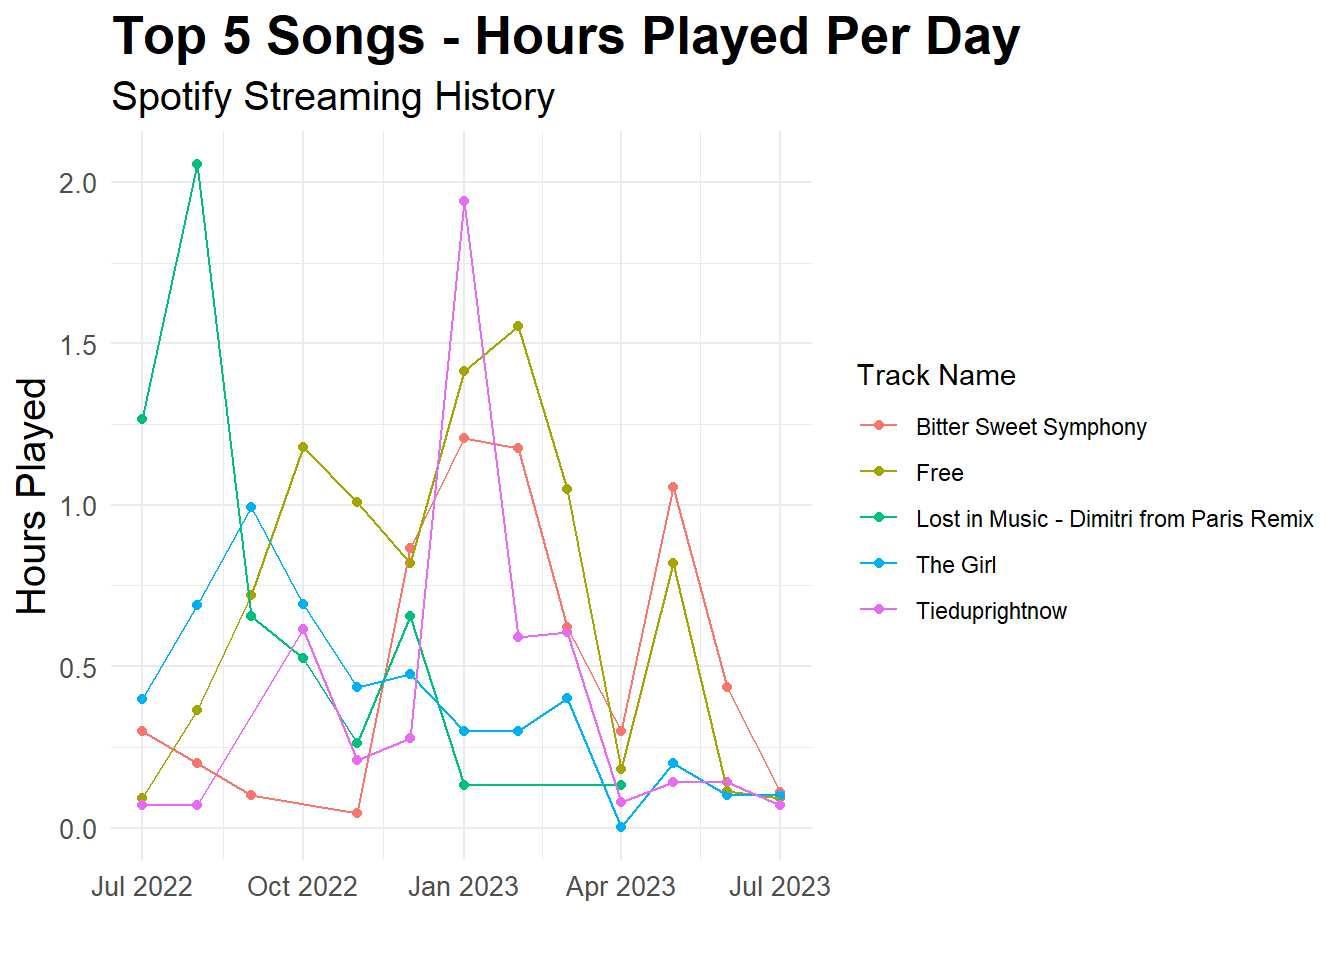 Top 5 Songs - Hours Played Per Day
Spotify Streaming History
Hours Played
2.0
1.5
1.0
0.5
0.0
Jul 2022
Oct 2022
Jan 2023
Apr 2023
Jul 2023
Track Name
Bitter Sweet Symphony
Free
Lost in Music - Dimitri from Paris Remix
The Girl
Tieduprightnow